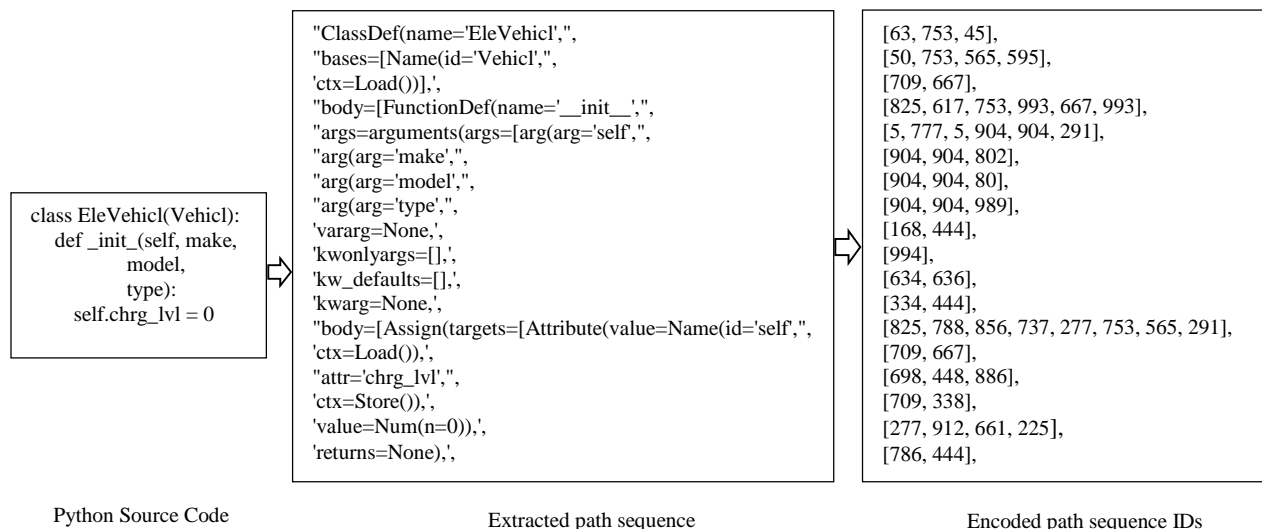 class EleVehicl(Vehicl):
def _init_(self, make,
model,
type):
self.chrg_lvl = 0
Python Source Code
"ClassDef(name='EleVehicl',",
"bases=[Name(id='Vehicl',",
'ctx=Load())],',
"body=[FunctionDef(name='__init__',",
"args=arguments(args=[arg(arg='self',",
"arg(arg='make',",
"arg(arg='model',",
"arg(arg='type',",
'vararg=None,',
'kwonlyargs=[],',
'kw_defaults=[],',
'kwarg=None,',
"body=[Assign(targets=[Attribute(value=Name(id='self',",
'ctx=Load()),',
"attr='chrg_lvl',",
'ctx=Store()),',
'value=Num(n=0)),',
'returns=None),',
Extracted path sequence
[63, 753, 45],
[50, 753, 565, 595],
[709, 667],
[825, 617, 753, 993, 667, 993],
[5, 777, 5, 904, 904, 291],
[904, 904, 802],
[904, 904, 80],
[904, 904, 989],
[168, 444],
[994],
[634, 636],
[334, 444],
[825, 788, 856, 737, 277, 753, 565, 291],
[709, 667],
[698, 448, 886],
[709, 338],
[277, 912, 661, 225],
[786, 444],
Encoded path sequence IDs